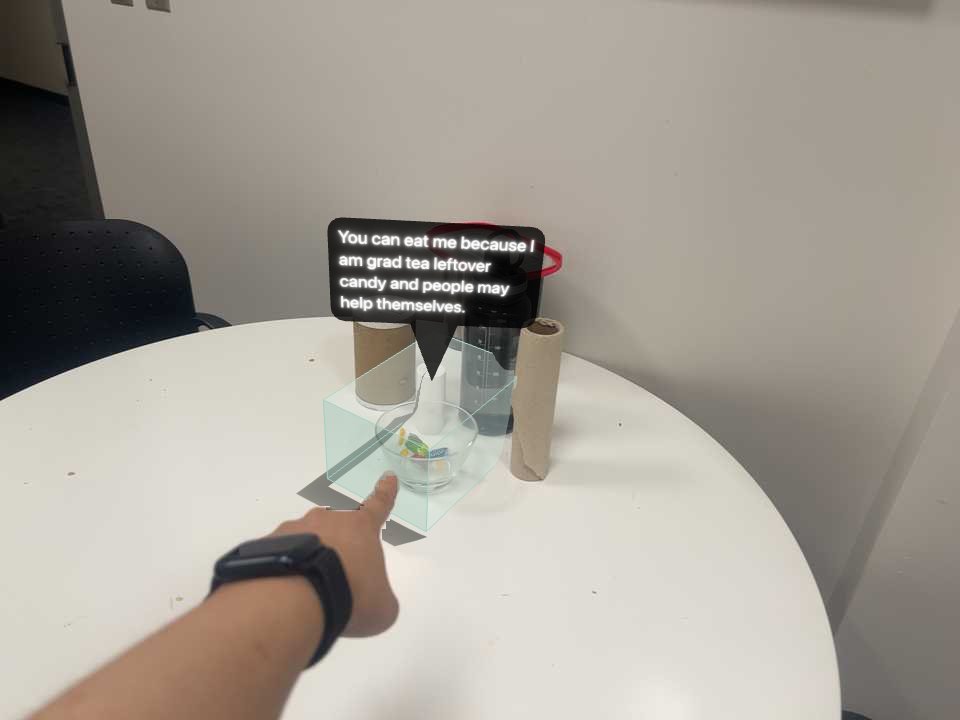 You can eat me because I
am grad tea leftover
candy and people may
help themselves.